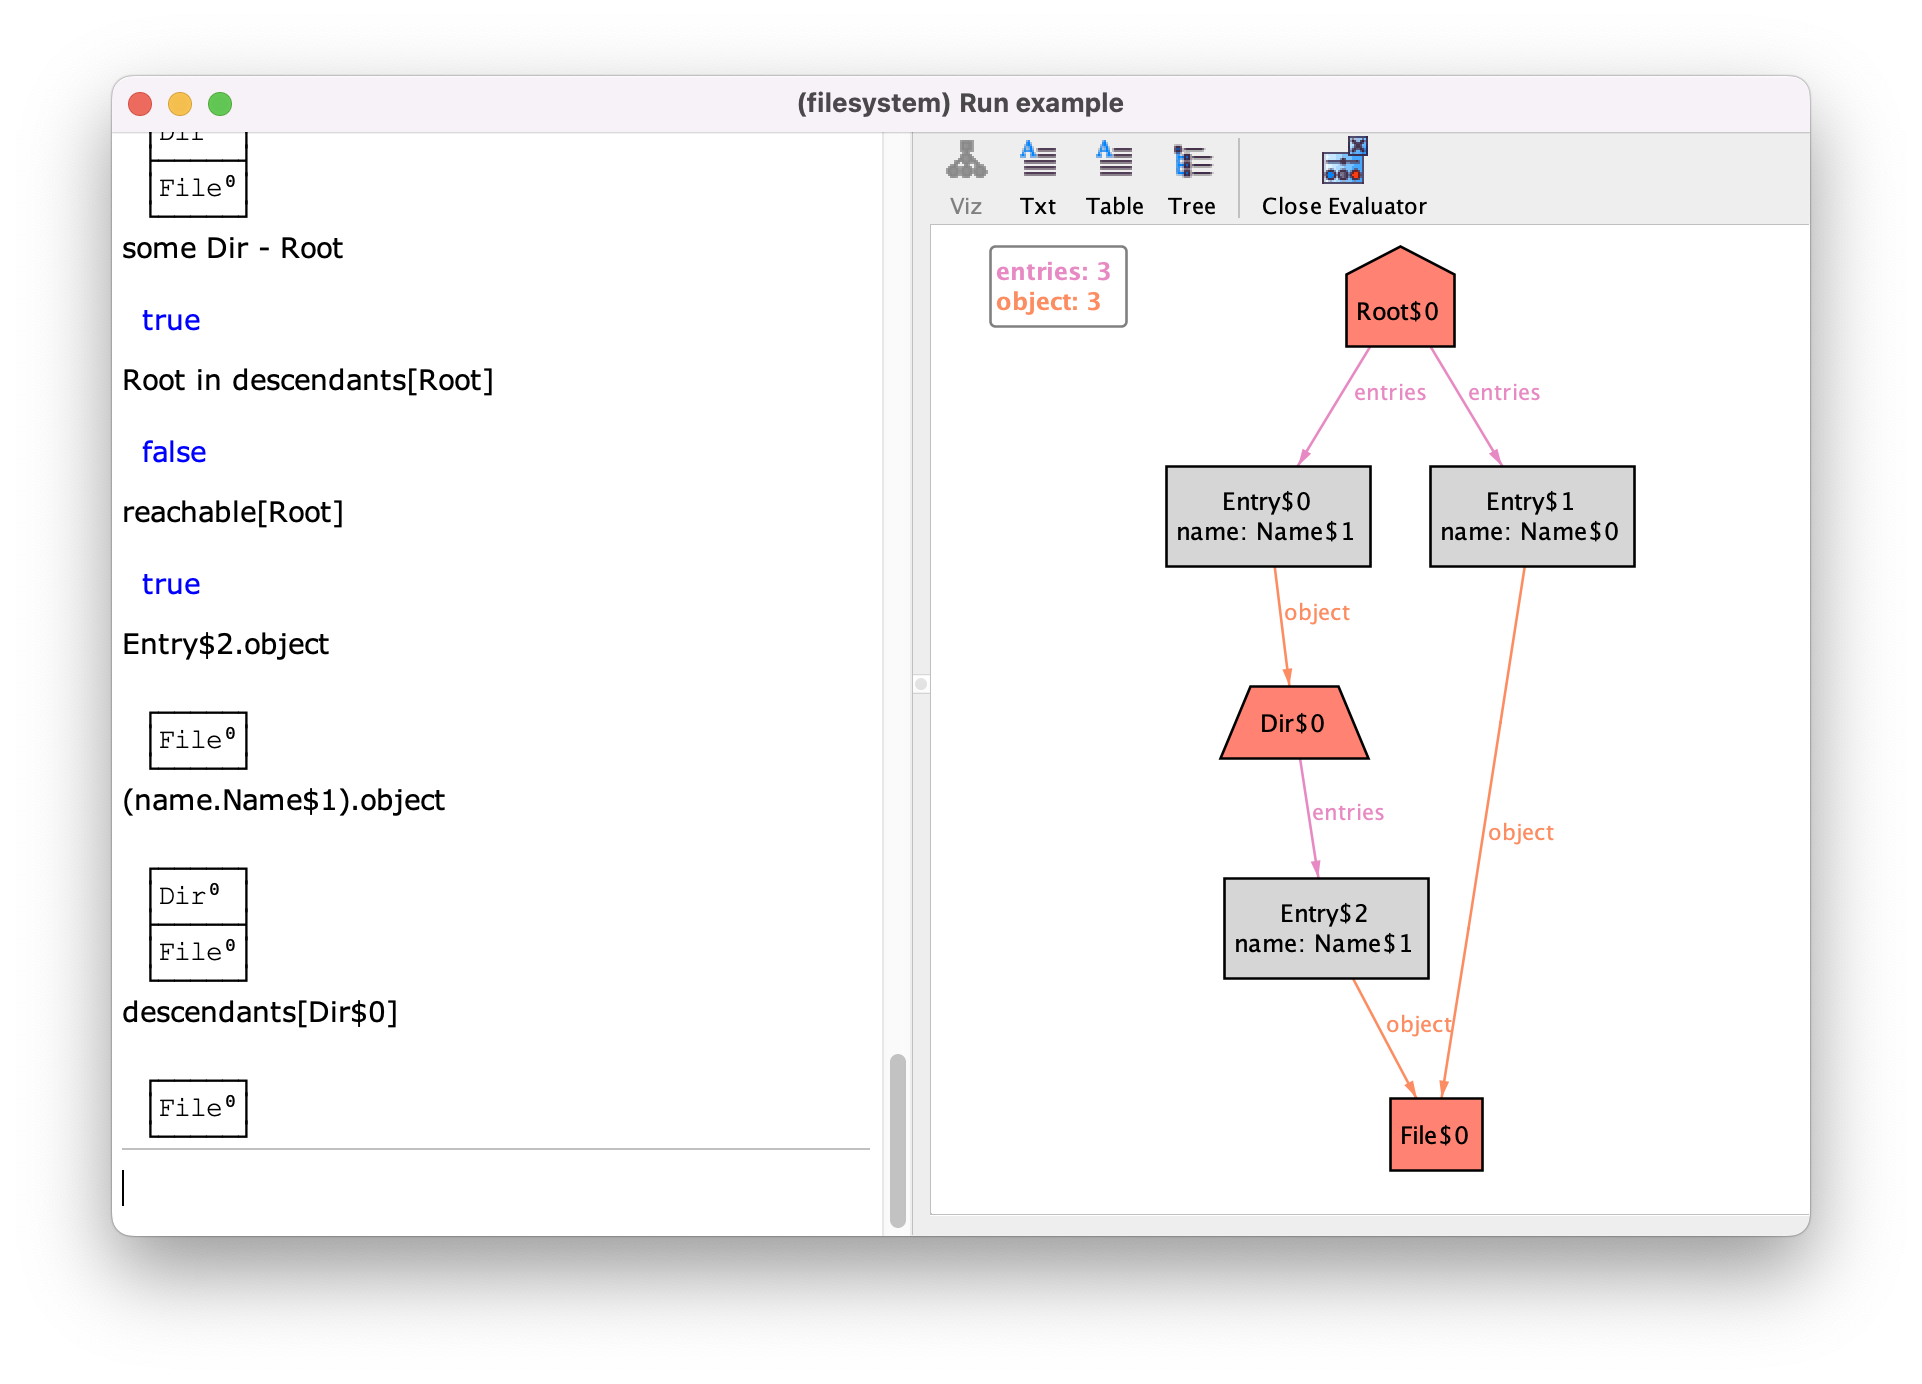 (filesystem) Run example
File⁰
some Dir - Root
true
Root in descendants[Root]
false
reachable[Root]
true
Entry$2.object
File⁰
(name.Name$1).object
Dir⁰
File⁰
descendants[Dir$0]
File⁰
Viz
Txt
Table
Tree
Close Evaluator
entries: 3
object: 3
Root$0
entries
entries
Entry$0
name: Name$1
Entry$1
name: Name$0
object
Dir$0
entries
object
Entry$2
name: Name$1
object
File$0